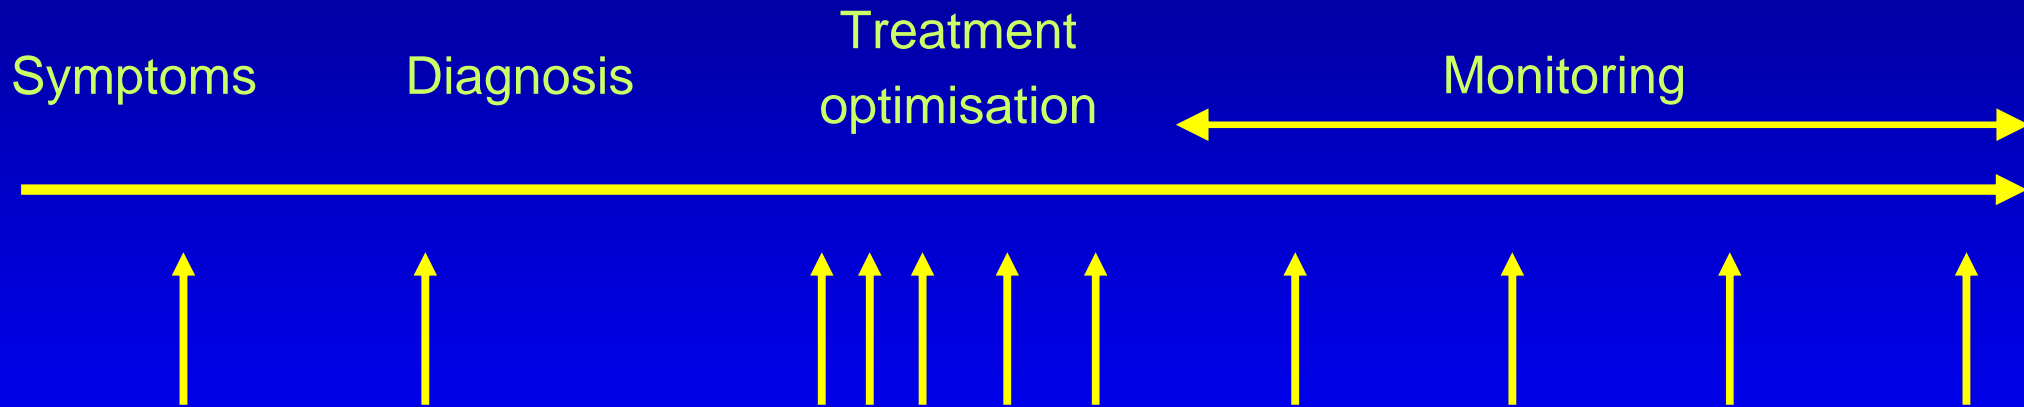 Symptoms
Diagnosis
Treatment
optimisation
Monitoring